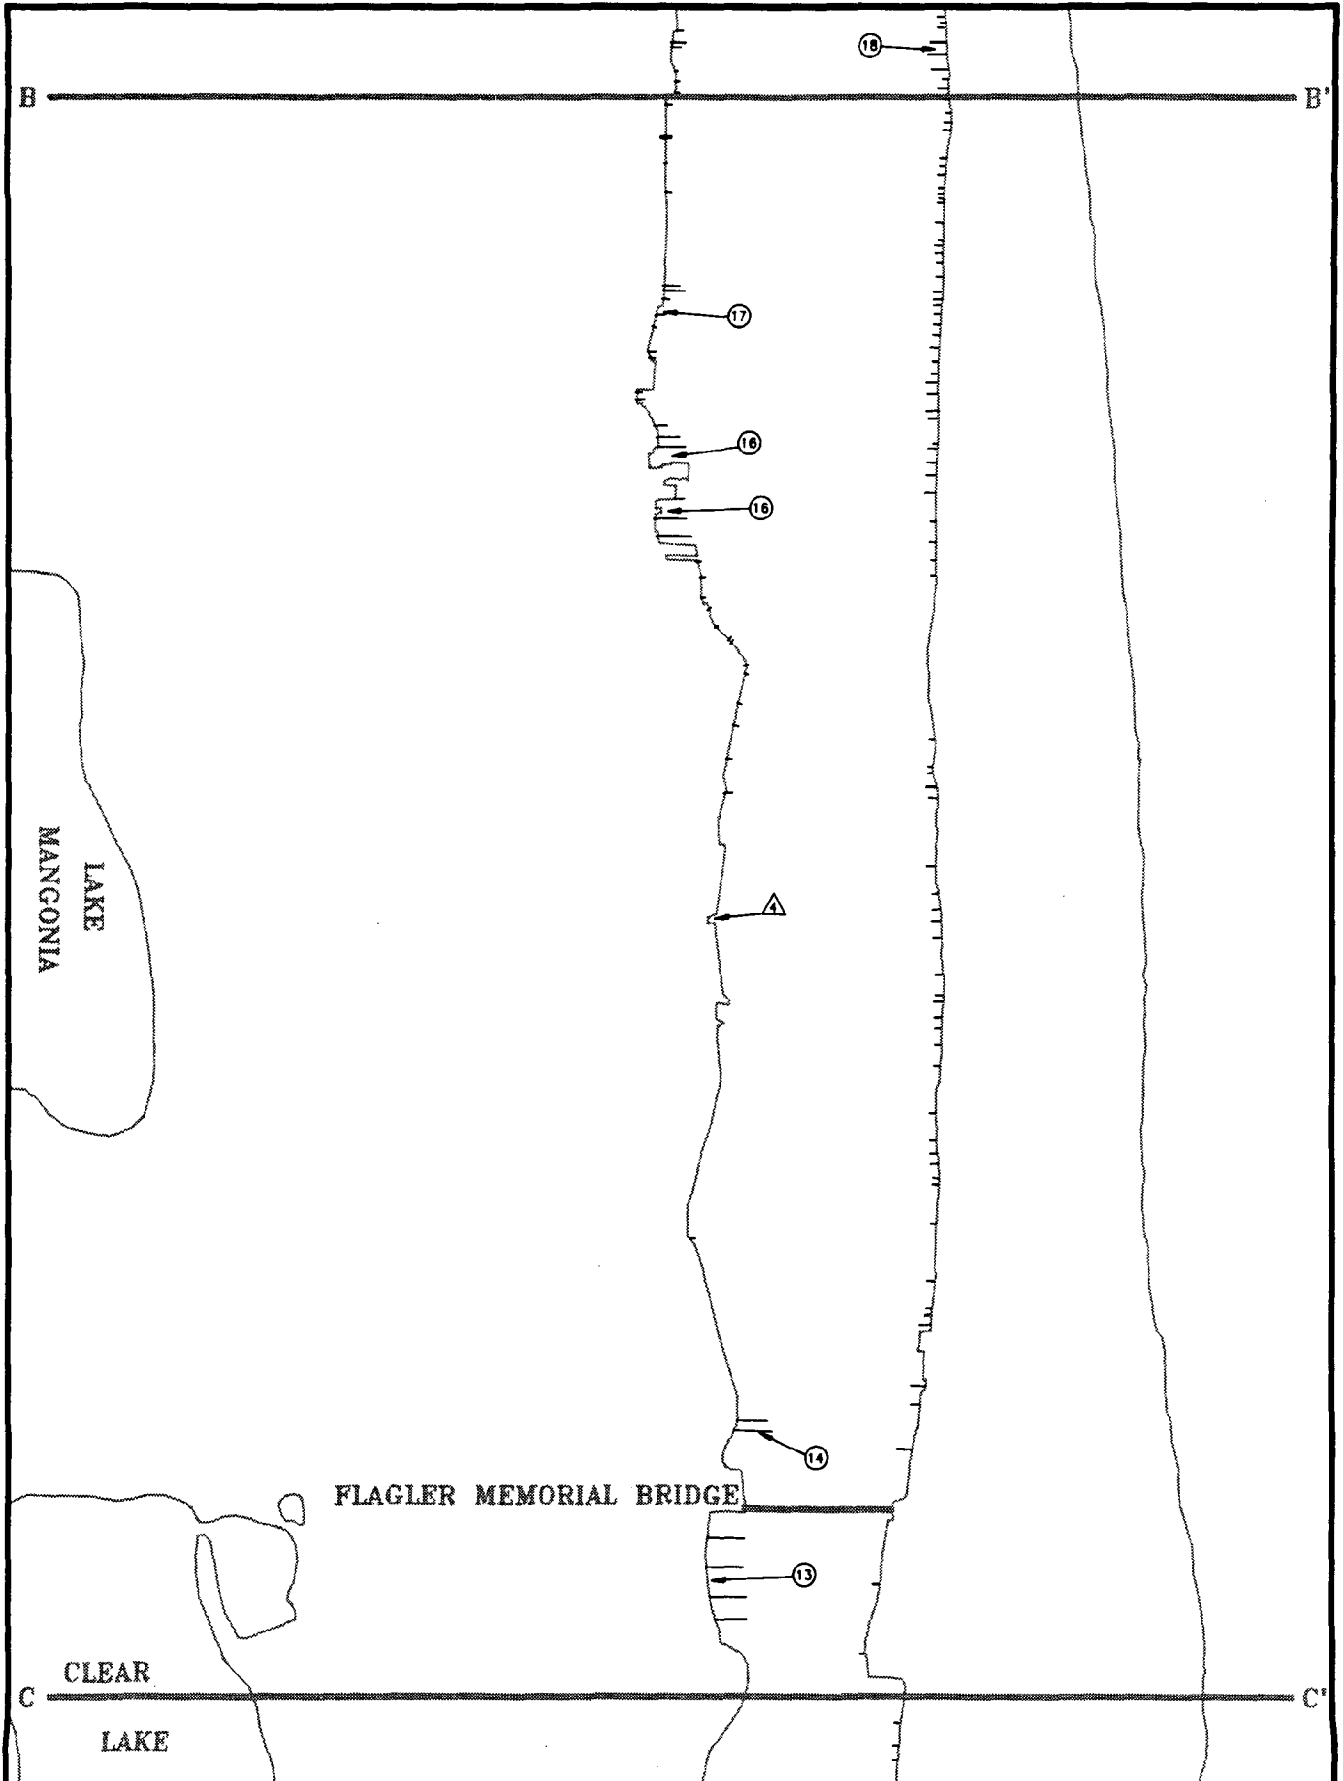 18
B B'
17
16
16
LAKE
MANGONIA
4
14
FLAGLER MEMORIAL BRIDGE
13
CLEAR
C C'
LAKE